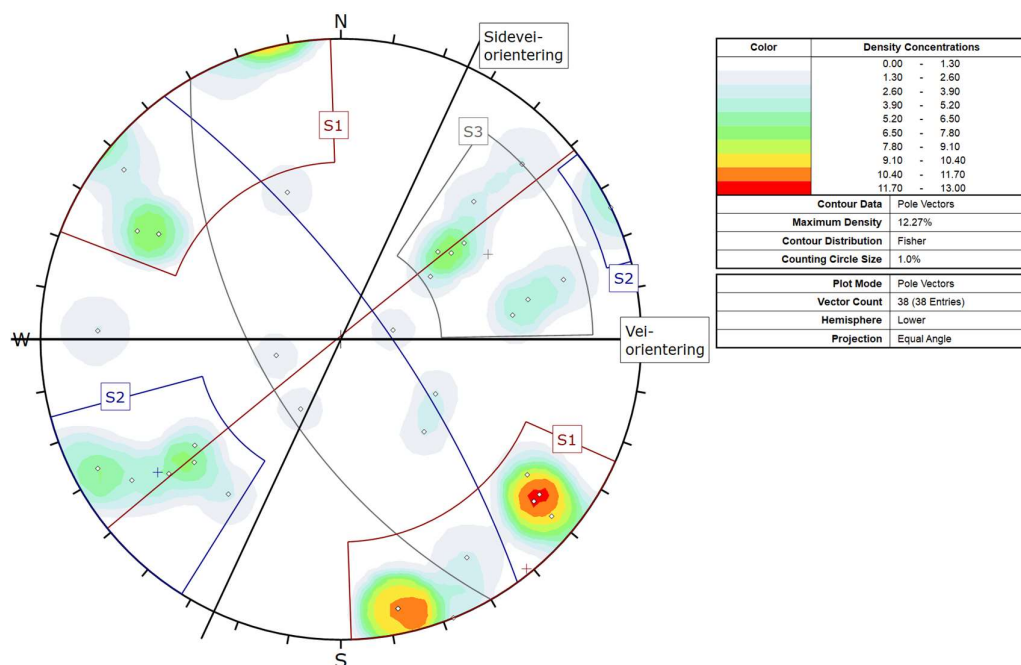 N
Sidevei-
orientering
S1
S3
S2
W
Vei-
orientering
S2
S1
S
Color Density Concentrations
0.00 - 1.30
1.30 - 2.60
2.60 - 3.90
3.90 - 5.20
5.20 - 6.50
6.50 - 7.80
7.80 - 9.10
9.10 - 10.40
10.40 - 11.70
11.70 - 13.00
Contour Data Pole Vectors
Maximum Density 12.27%
Contour Distribution Fisher
Counting Circle Size 1.0%
Plot Mode Pole Vectors
Vector Count 38 (38 Entries)
Hemisphere Lower
Projection Equal Angle